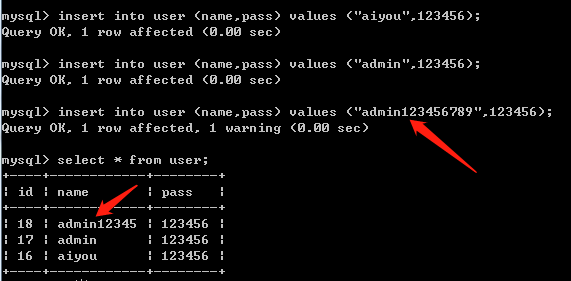 mysql> insert into user (name,pass) values ("aiyou",123456);
Query OK, 1 row affected (0.00 sec)
mysql> insert into user (name,pass) values ("admin",123456);
Query OK, 1 row affected (0.00 sec)
mysql> insert into user (name,pass) values ("admin123456789",123456);
Query OK, 1 row affected, 1 warning (0.00 sec)
mysql> select * from user;
+----+------------+--------+
| id | name       | pass   |
+----+------------+--------+
| 18 | admin12345 | 123456 |
| 17 | admin      | 123456 |
| 16 | aiyou      | 123456 |
+----+------------+--------+